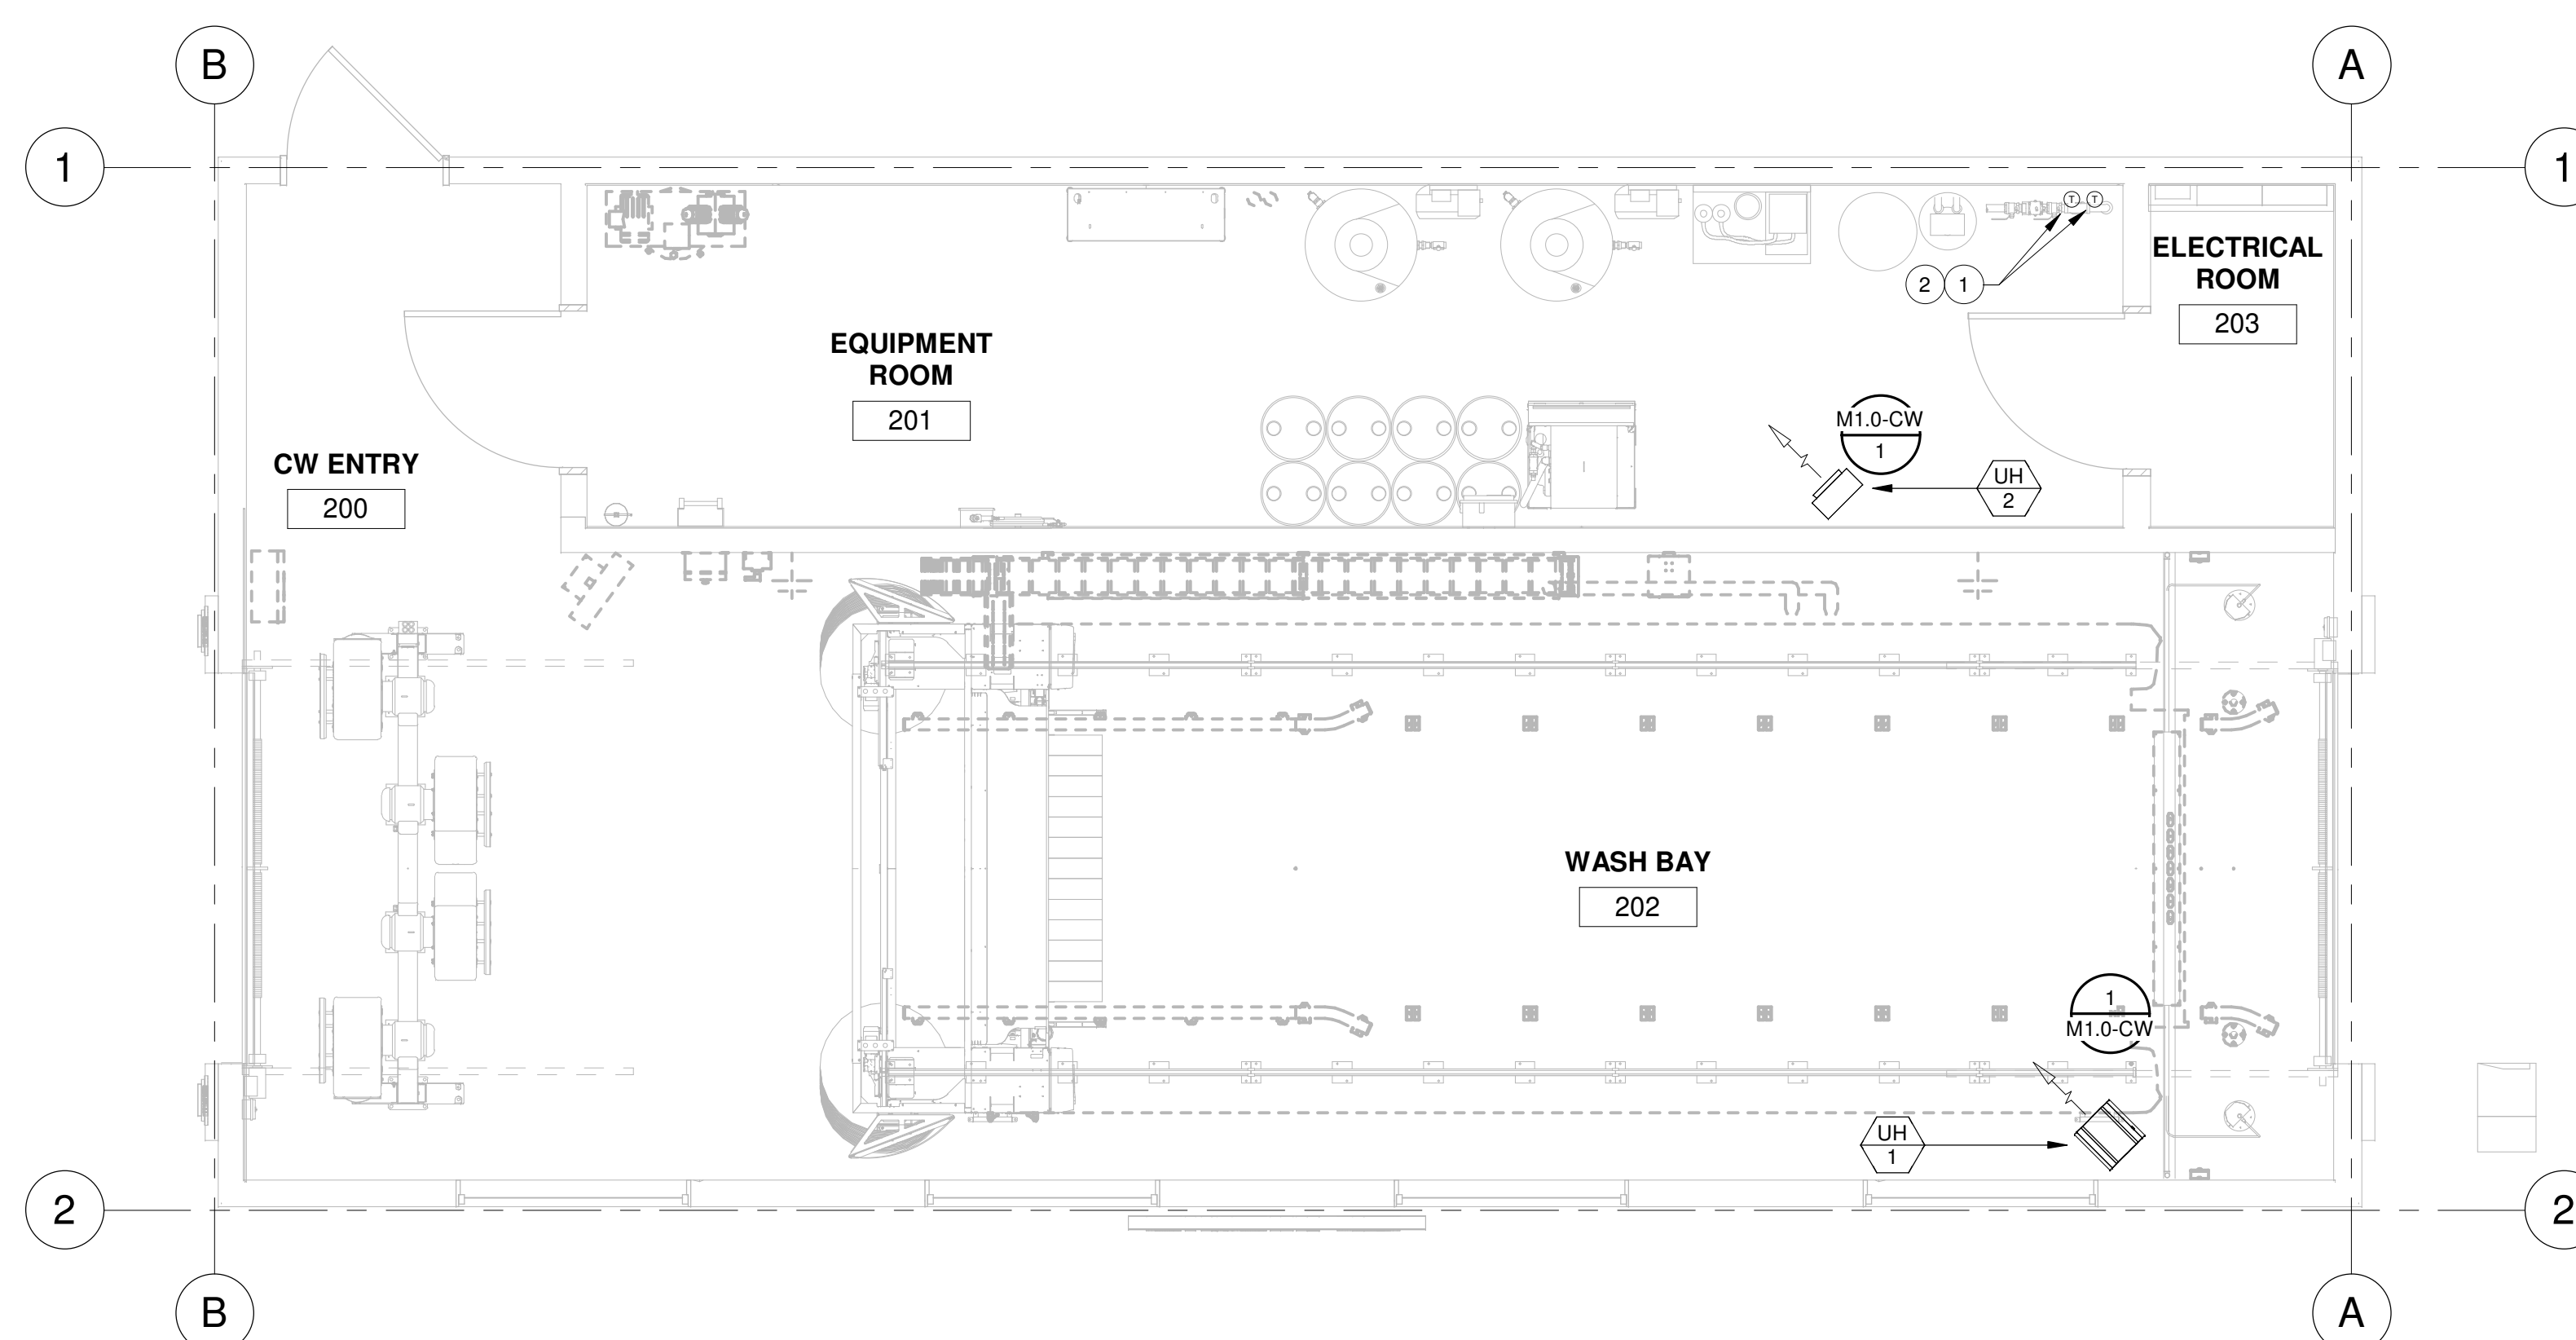 B
A
1
1
T
T
2
1
ELECTRICAL
ROOM
203
EQUIPMENT
ROOM
201
M1.0-CW
1
UH
2
CW ENTRY
200
WASH BAY
202
1
M1.0-CW
UH
1
2
2
B
A